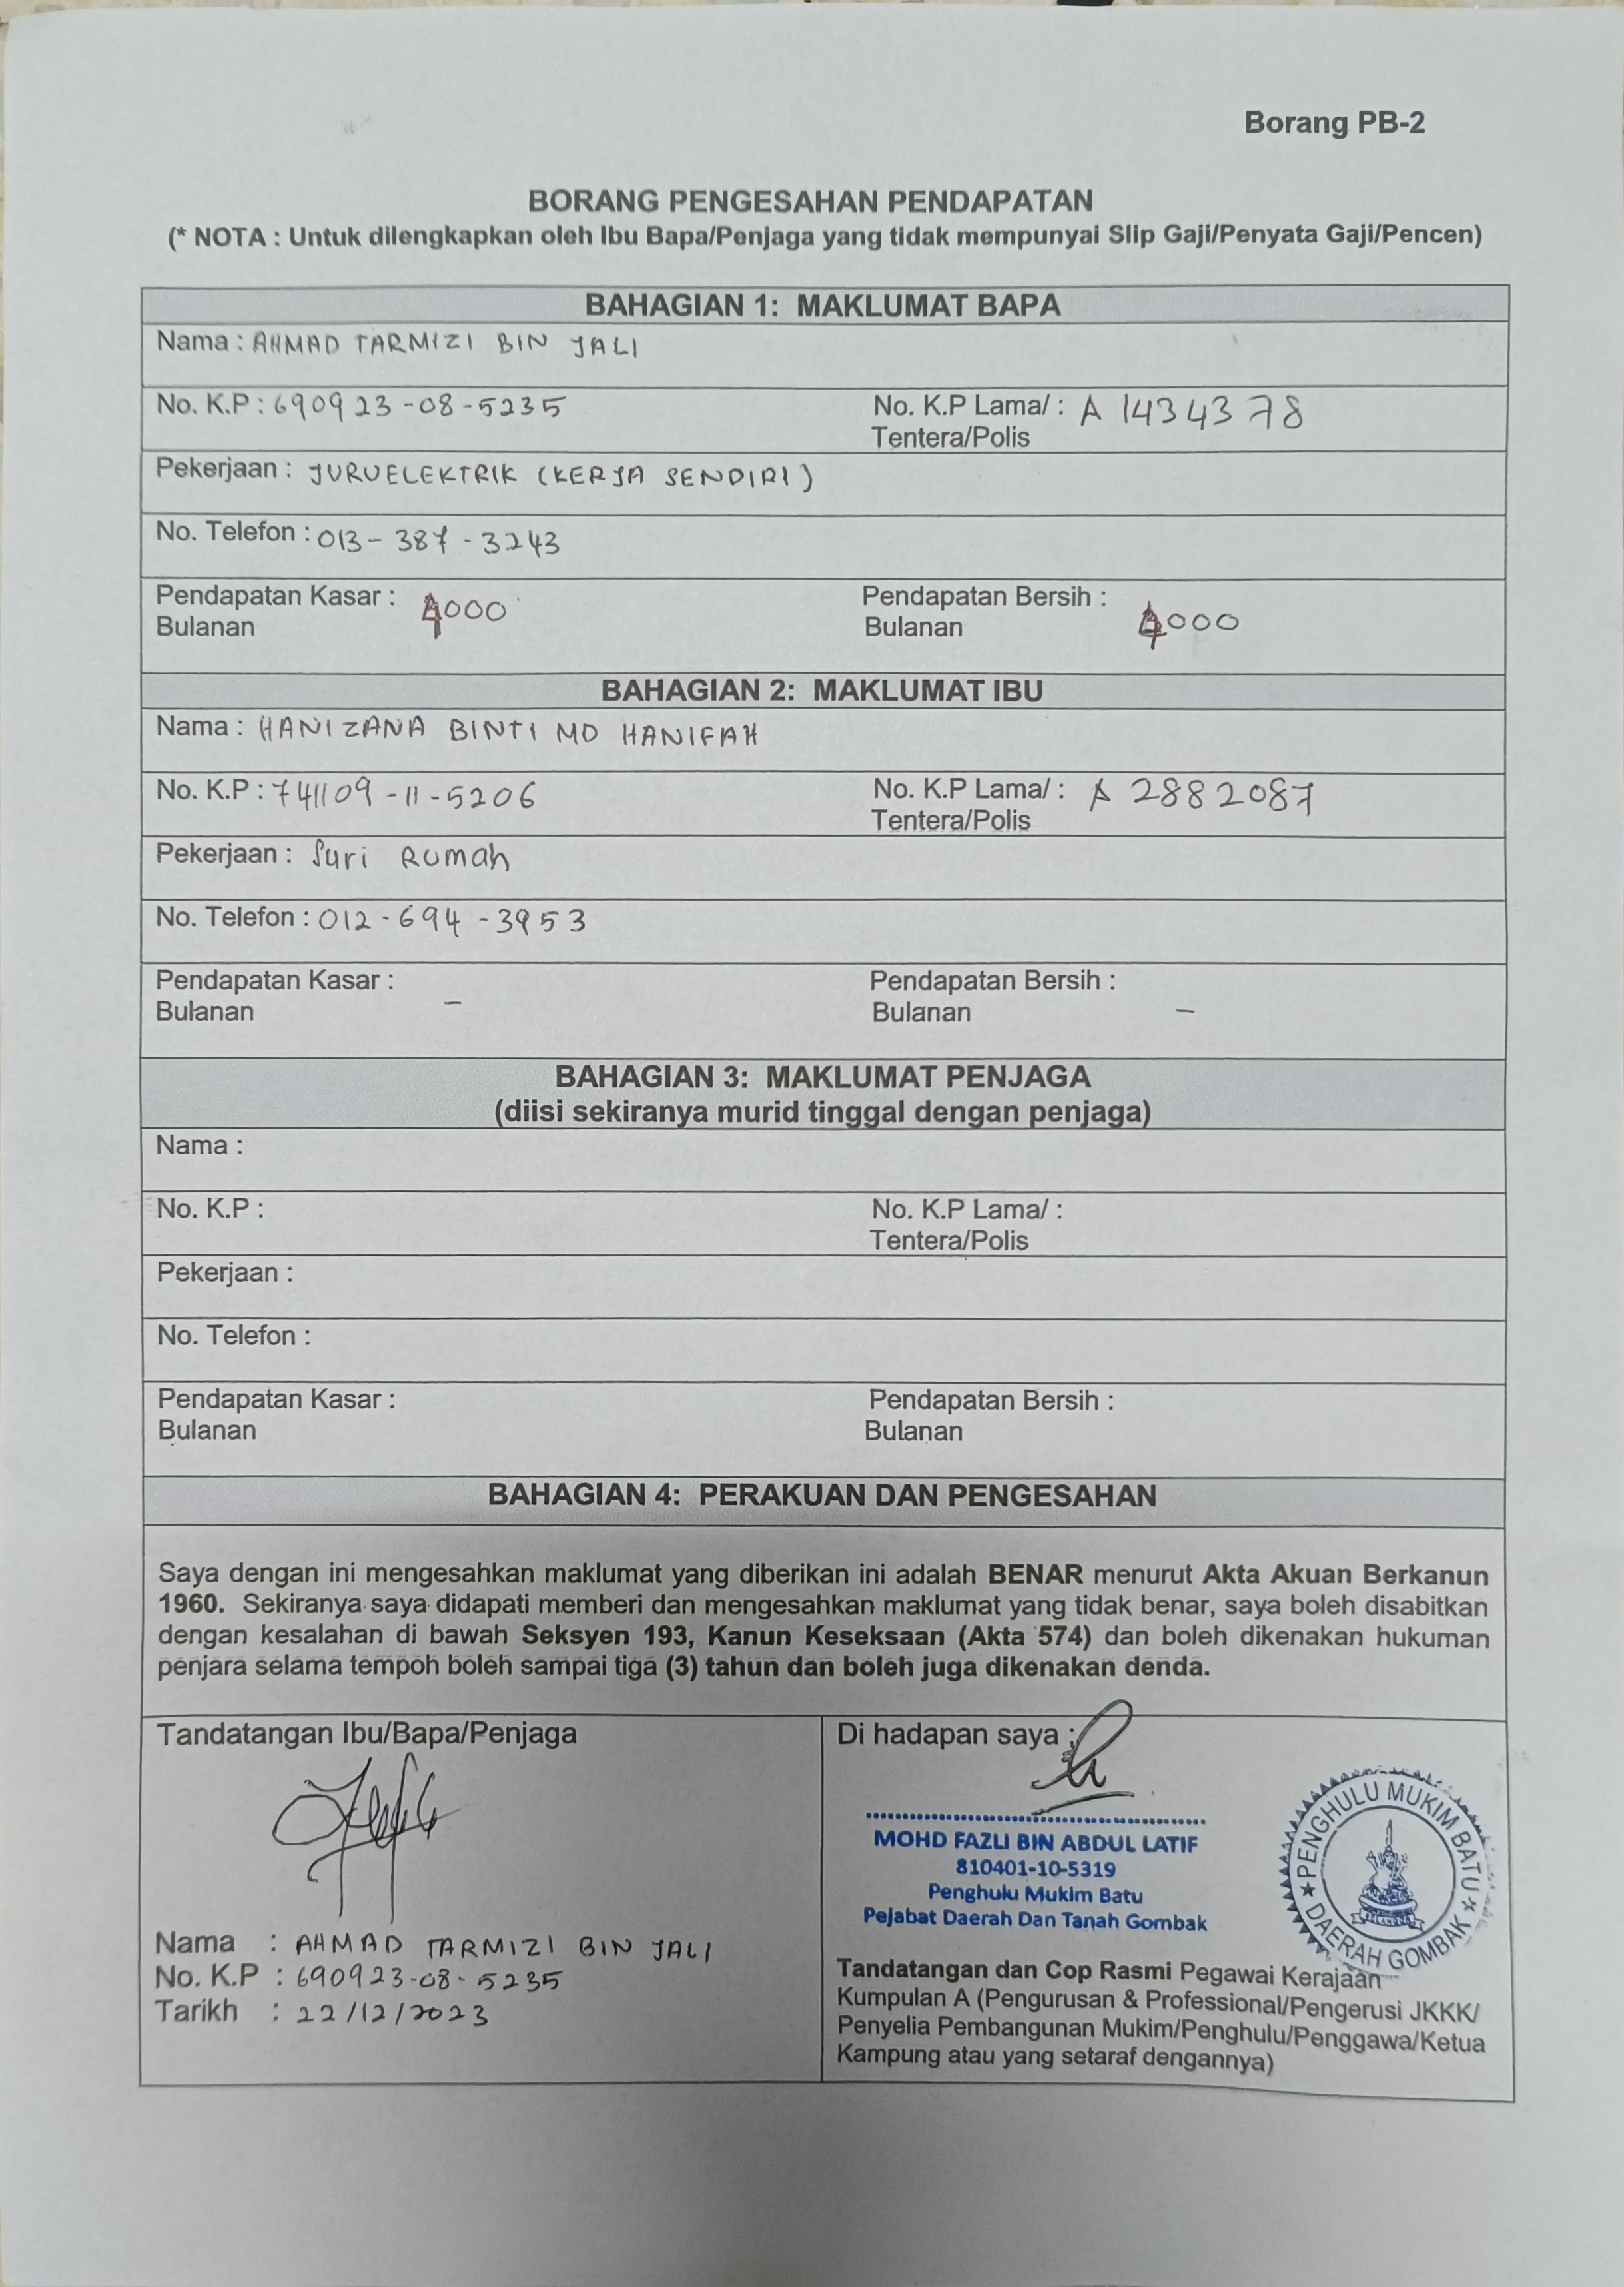 Borang PB-2
BORANG PENGESAHAN PENDAPATAN
(* NOTA : Untuk dilengkapkan oleh Ibu Bapa/Penjaga yang tidak mempunyai Slip Gaji/Penyata Gaji/Pencen)
BAHAGIAN 1: MAKLUMAT BAPA
Nama : AHMAD TARMIZI BIN JALI
No. K.P : 690923-08-5235 No. K.P Lama/ : A 1434378
Tentera/Polis
Pekerjaan : JURUELEKTRIK (KERJA SENDIRI)
No. Telefon : 013-387-3243
Pendapatan Kasar : Pendapatan Bersih :
Bulanan Bulanan
BAHAGIAN 2: MAKLUMAT IBU
Nama : HANIZANA BINTI MD HANIFAH
No. K.P : 741109-11-5206 No. K.P Lama/ : A 2882087
Tentera/Polis
Pekerjaan : Suri Rumah
No. Telefon : 012-694-3953
Pendapatan Kasar : – Pendapatan Bersih : –
Bulanan Bulanan
BAHAGIAN 3: MAKLUMAT PENJAGA
(diisi sekiranya murid tinggal dengan penjaga)
Nama :
No. K.P : No. K.P Lama/ :
Tentera/Polis
Pekerjaan :
No. Telefon :
Pendapatan Kasar : Pendapatan Bersih :
Bulanan Bulanan
BAHAGIAN 4: PERAKUAN DAN PENGESAHAN
Saya dengan ini mengesahkan maklumat yang diberikan ini adalah BENAR menurut Akta Akuan Berkanun
1960. Sekiranya saya didapati memberi dan mengesahkan maklumat yang tidak benar, saya boleh disabitkan
dengan kesalahan di bawah Seksyen 193, Kanun Keseksaan (Akta 574) dan boleh dikenakan hukuman
penjara selama tempoh boleh sampai tiga (3) tahun dan boleh juga dikenakan denda.
Tandatangan Ibu/Bapa/Penjaga
Nama : AHMAD TARMIZI BIN JALI
No. K.P : 690923-08-5235
Tarikh : 22/12/2023
Di hadapan saya :
MOHD FAZLI BIN ABDUL LATIF
810401-10-5319
Penghulu Mukim Batu
Pejabat Daerah Dan Tanah Gombak
PENGHULU MUKIM BATU
DAERAH GOMBAK
Tandatangan dan Cop Rasmi Pegawai Kerajaan
Kumpulan A (Pengurusan & Professional/Pengerusi JKKK/
Penyelia Pembangunan Mukim/Penghulu/Penggawa/Ketua
Kampung atau yang setaraf dengannya)